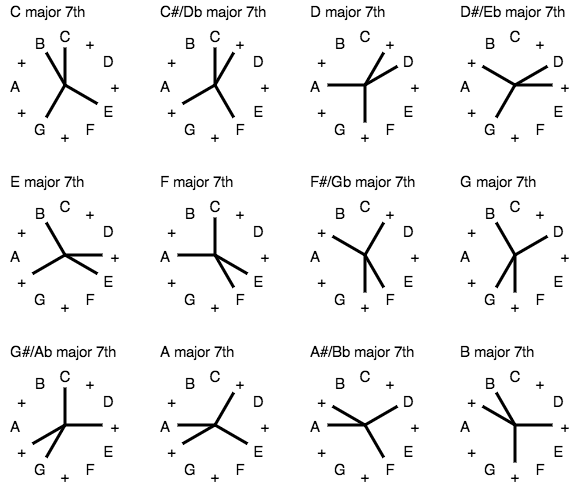 C major 7th
B C +
+ D
A +
+ E
G + F
C#/Db major 7th
B C +
+ D
A +
+ E
G + F
D major 7th
B C +
+ D
A +
+ E
G + F
D#/Eb major 7th
B C +
+ D
A +
+ E
G + F
E major 7th
B C +
+ D
A +
+ E
G + F
F major 7th
B C +
+ D
A +
+ E
G + F
F#/Gb major 7th
B C +
+ D
A +
+ E
G + F
G major 7th
B C +
+ D
A +
+ E
G + F
G#/Ab major 7th
B C +
+ D
A +
+ E
G + F
A major 7th
B C +
+ D
A +
+ E
G + F
A#/Bb major 7th
B C +
+ D
A +
+ E
G + F
B major 7th
B C +
+ D
A +
+ E
G + F